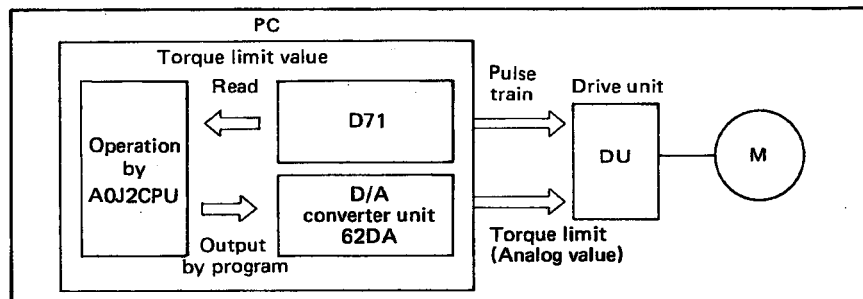 PC
Torque limit value
Read
Operation
by
A0J2CPU
D71
Pulse
train
Drive unit
DU
M
Output
by program
D/A
converter unit
62DA
Torque limit
(Analog value)